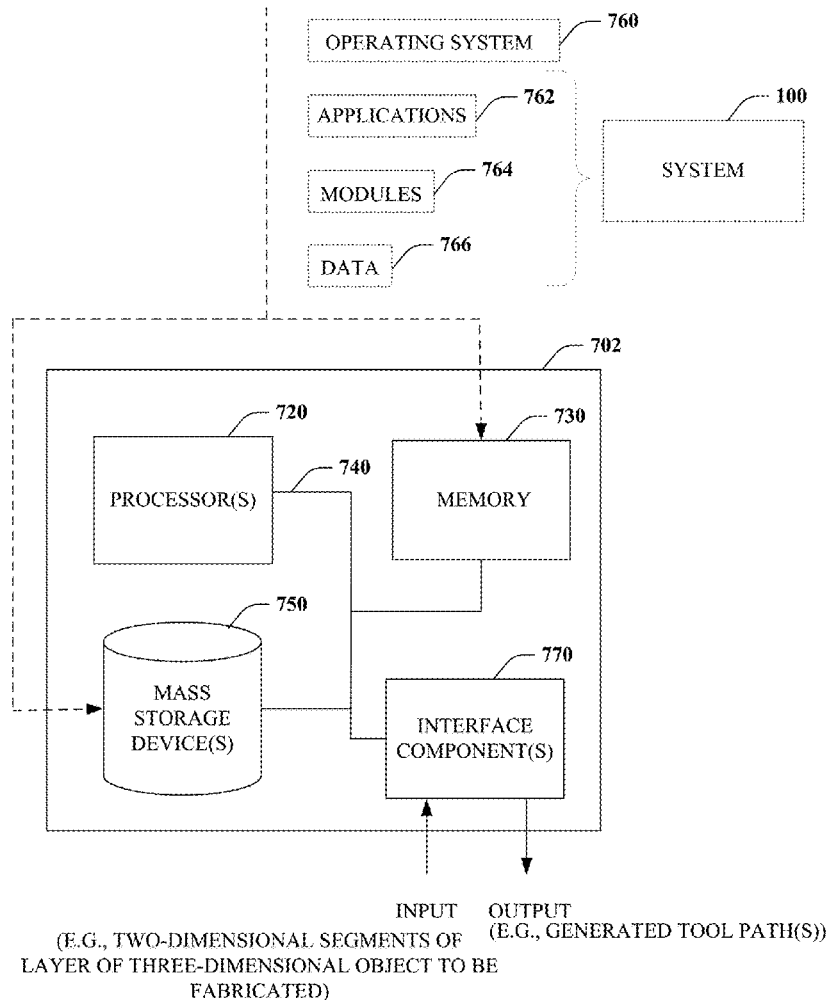 760
OPERATING SYSTEM
762
APPLICATIONS
100
SYSTEM
764
MODULES
766
DATA
702
720
PROCESSOR(S)
740
730
MEMORY
750
MASS
STORAGE
DEVICE(S)
770
INTERFACE
COMPONENT(S)
INPUT
(E.G., TWO-DIMENSIONAL SEGMENTS OF
LAYER OF THREE-DIMENSIONAL OBJECT TO BE
FABRICATED)
OUTPUT
(E.G., GENERATED TOOL PATH(S))